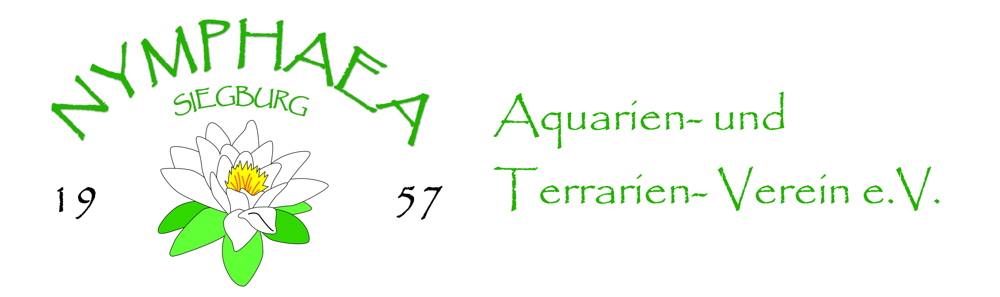 NYMPHAEA
SIEGBURG
19 57
Aquarien- und
Terrarien- Verein e.V.